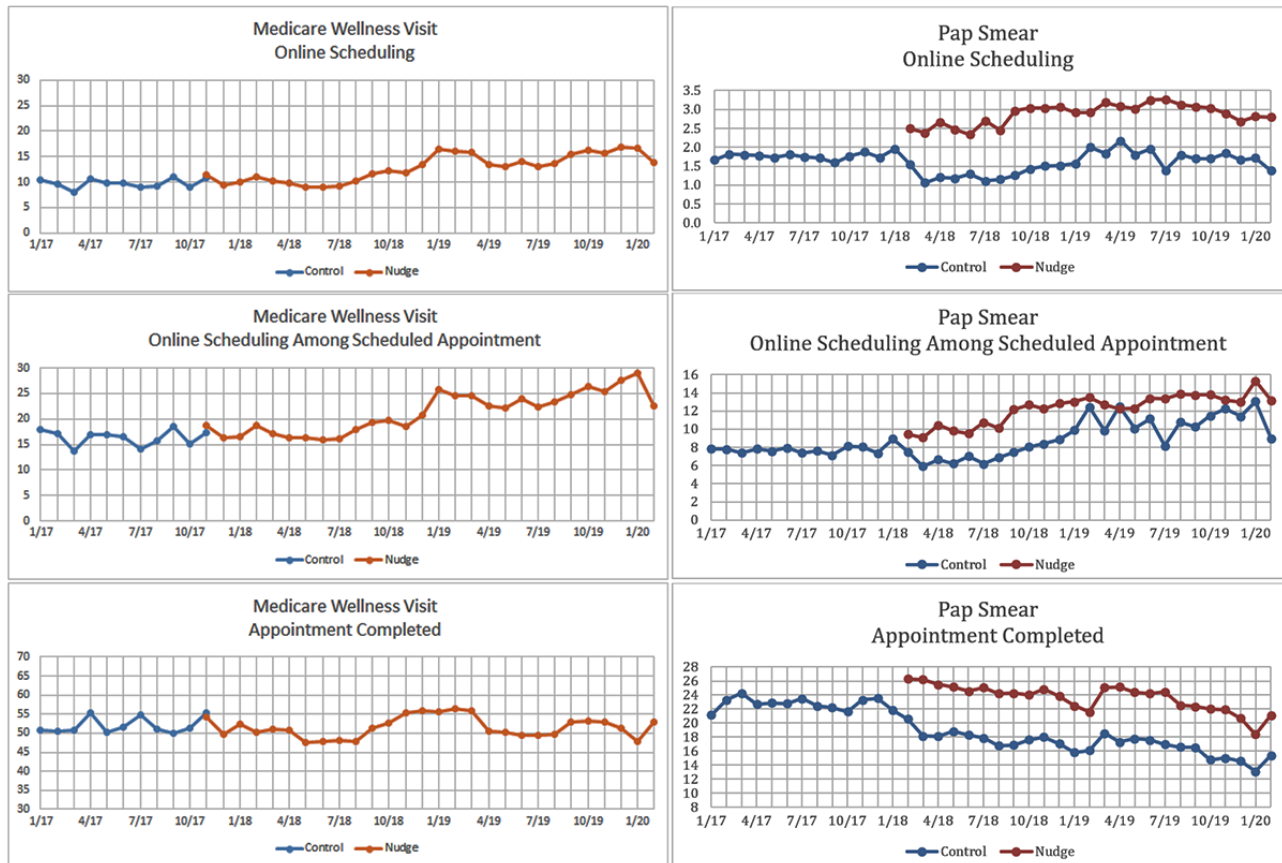 Medicare Wellness Visit
Online Scheduling
30
25
20
15
10
5
0
1/17 4/17 7/17 10/17 1/18 4/18 7/18 10/18 1/19 4/19 7/19 10/19 1/20
Control Nudge
Pap Smear
Online Scheduling
3.5
3.0
2.5
2.0
1.5
1.0
0.5
0.0
1/17 4/17 7/17 10/17 1/18 4/18 7/18 10/18 1/19 4/19 7/19 10/19 1/20
Control Nudge
Medicare Wellness Visit
Online Scheduling Among Scheduled Appointment
30
25
20
15
10
5
0
1/17 4/17 7/17 10/17 1/18 4/18 7/18 10/18 1/19 4/19 7/19 10/19 1/20
Control Nudge
Pap Smear
Online Scheduling Among Scheduled Appointment
16
14
12
10
8
6
4
2
0
1/17 4/17 7/17 10/17 1/18 4/18 7/18 10/18 1/19 4/19 7/19 10/19 1/20
Control Nudge
Medicare Wellness Visit
Appointment Completed
70
65
60
55
50
45
40
35
30
1/17 4/17 7/17 10/17 1/18 4/18 7/18 10/18 1/19 4/19 7/19 10/19 1/20
Control Nudge
Pap Smear
Appointment Completed
28
26
24
22
20
18
16
14
12
10
8
1/17 4/17 7/17 10/17 1/18 4/18 7/18 10/18 1/19 4/19 7/19 10/19 1/20
Control Nudge